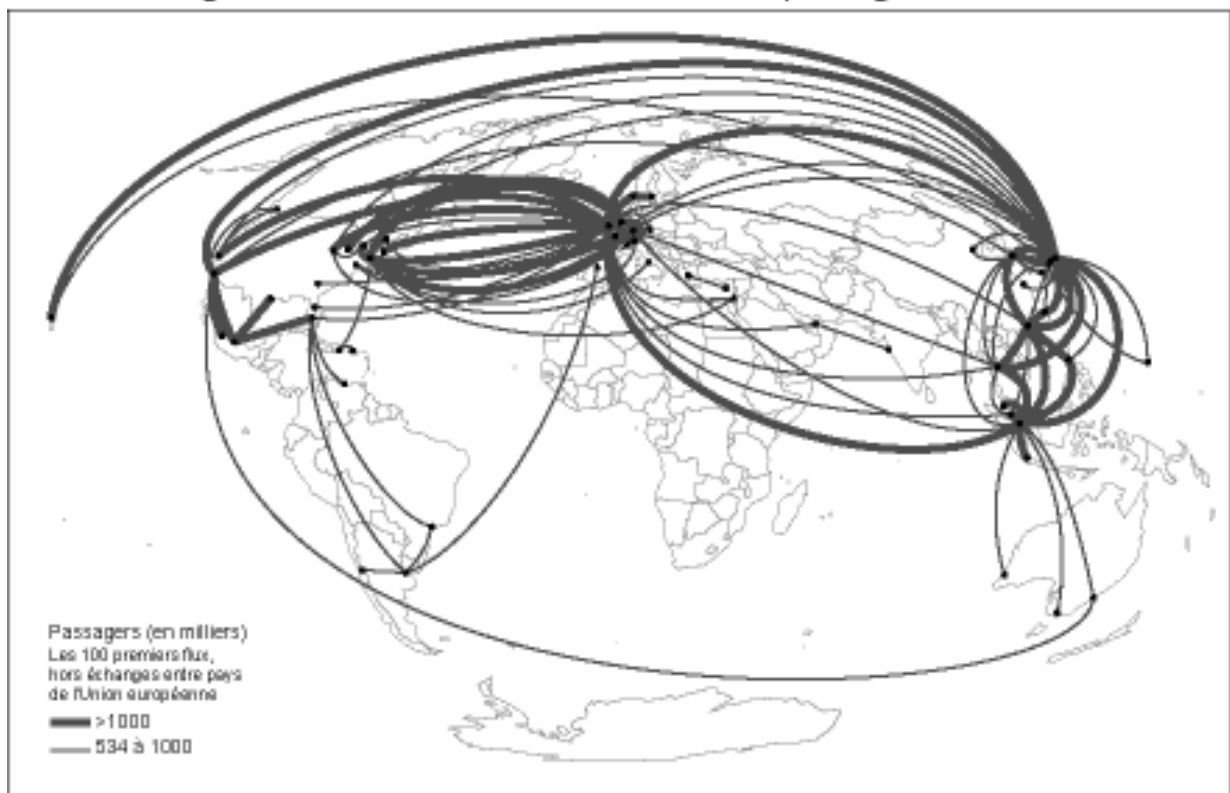 Passagers (en milliers)
Les 100 premiers flux,
hors échanges entre pays
de l'Union européenne
>1000
534 à 1000